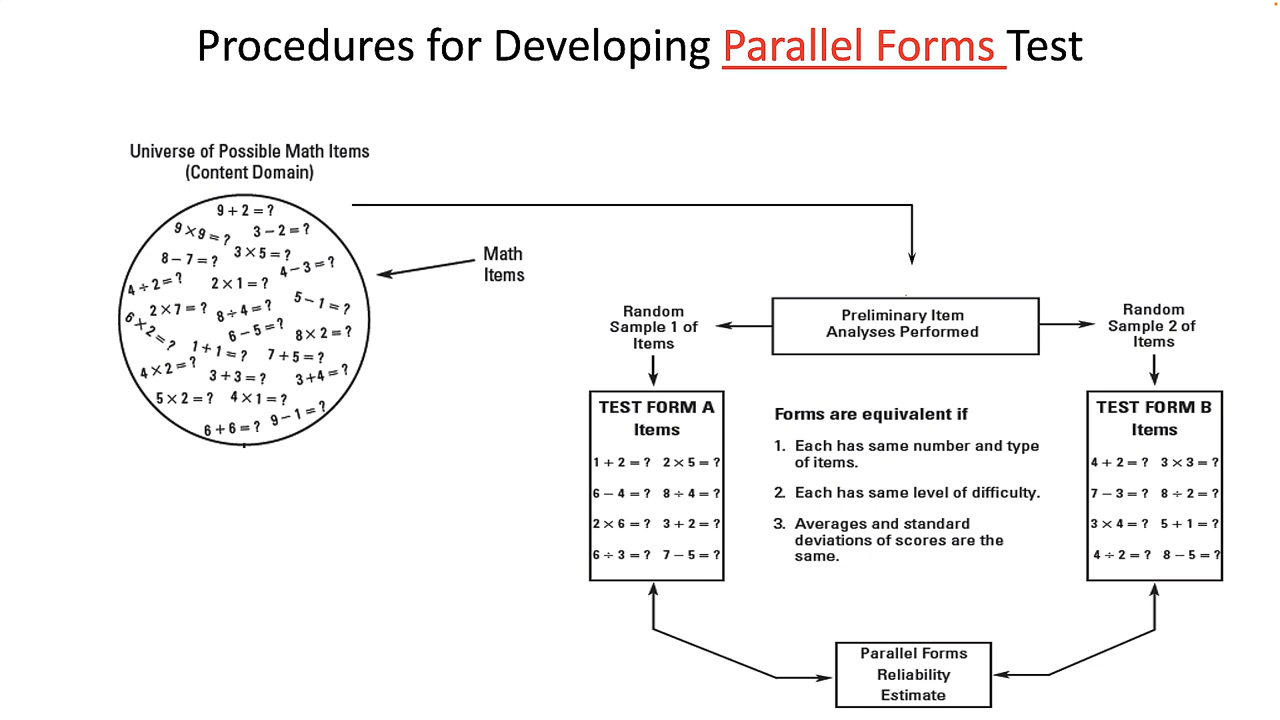 Procedures for Developing Parallel Forms Test
Universe of Possible Math Items
(Content Domain)
9 + 2 = ?
9 × 9 = ?
3 – 2 = ?
8 – 7 = ?
3 × 5 = ?
4 – 3 = ?
4 ÷ 2 = ?
2 × 1 = ?
2 × 7 = ?
8 ÷ 4 = ?
5 – 1 = ?
6 × 2 = ?
6 – 5 = ?
8 × 2 = ?
1 + 1 = ?
7 + 5 = ?
4 × 2 = ?
3 + 3 = ?
3 + 4 = ?
5 × 2 = ?
4 × 1 = ?
9 – 1 = ?
6 + 6 = ?
Math
Items
Preliminary Item
Analyses Performed
Random
Sample 1 of
Items
TEST FORM A
Items
1 + 2 = ? 2 × 5 = ?
6 – 4 = ? 8 ÷ 4 = ?
2 × 6 = ? 3 + 2 = ?
6 ÷ 3 = ? 7 – 5 = ?
Forms are equivalent if
1. Each has same number and type
of items.
2. Each has same level of difficulty.
3. Averages and standard
deviations of scores are the
same.
Random
Sample 2 of
Items
TEST FORM B
Items
4 + 2 = ? 3 × 3 = ?
7 – 3 = ? 8 ÷ 2 = ?
3 × 4 = ? 5 + 1 = ?
4 ÷ 2 = ? 8 – 5 = ?
Parallel Forms
Reliability
Estimate